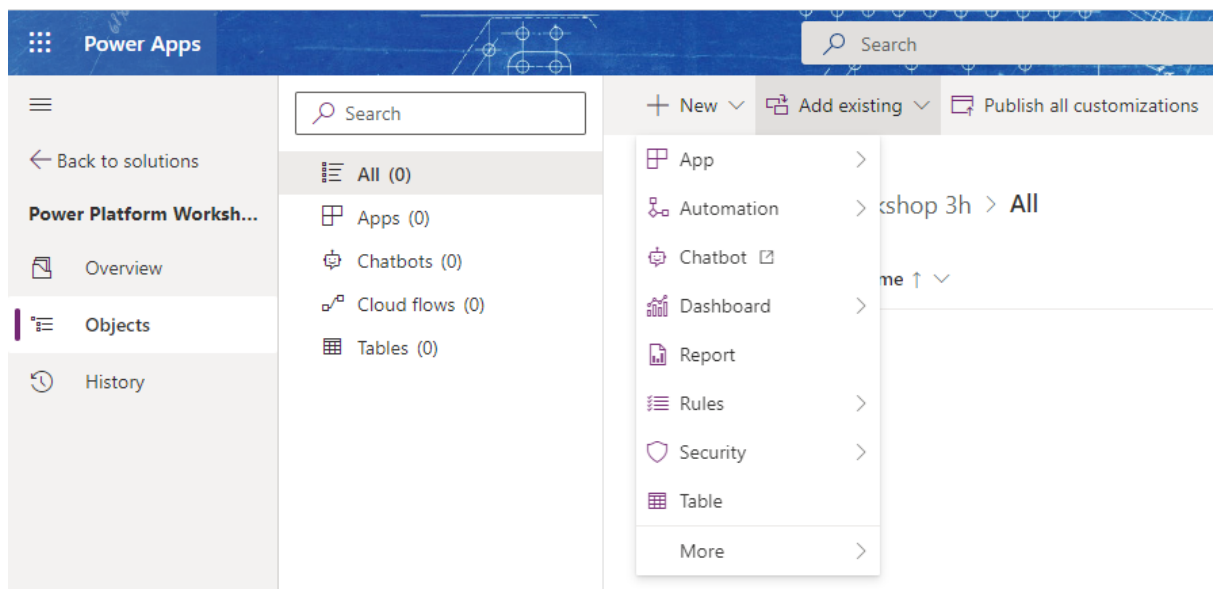 Power Apps
Search
Back to solutions
Power Platform Worksh...
Overview
Objects
History
Search
All (0)
Apps (0)
Chatbots (0)
Cloud flows (0)
Tables (0)
New
Add existing
Publish all customizations
kshop 3h > All
me ↑
App
Automation
Chatbot
Dashboard
Report
Rules
Security
Table
More